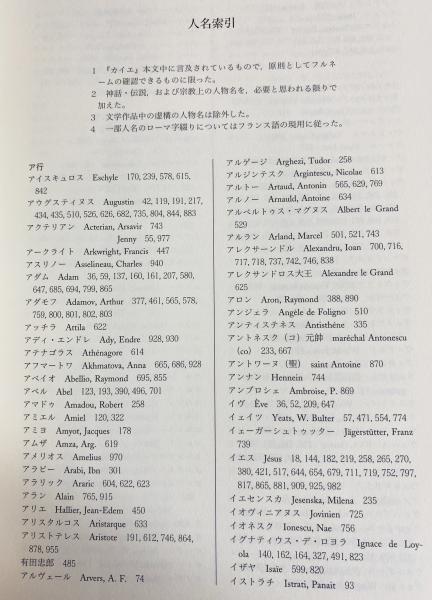 人名索引
1 『カイエ』本文中に言及されているもので，原則としてフルネ
ームの確認できるものに限った。
2 神話・伝説，および宗教上の人物名を，必要と思われる限りで
加えた。
3 文学作品中の虚構の人物名は除外した。
4 一部人名のローマ字綴りについてはフランス語の現用に従った。
ア行
アイスキュロス Eschyle 170, 239, 578, 615,
842
アウグスティヌス Augustin 42, 119, 191, 217,
434, 435, 510, 526, 626, 682, 735, 804, 844, 883
アクテリアン Acterian, Arsavir 743
Jenny 55, 977
アークライト Arkwright, Francis 447
アスリノー Asselineau, Charles 940
アダム Adam 36, 59, 137, 160, 161, 207, 580,
647, 685, 694, 799, 865
アダモフ Adamov, Arthur 377, 461, 565, 578,
759, 800, 801, 802, 803
アッチラ Attila 622
アディ・エンドレ Ady, Endre 928, 930
アテナゴラス Athénagore 614
アフマートワ Akhmatova, Anna 665, 686, 928
アベイオ Abellio, Raymond 695, 855
アベル Abel 123, 193, 390, 496, 701
アマドゥ Amadou, Robert 258
アミエル Amiel 120, 322
アミヨ Amyot, Jacques 178
アムザ Amza, Arg. 619
アメリオス Amelius 970
アラビー Arabi, Ibn 301
アラリック Araric 604, 622, 623
アラン Alain 765, 915
アリエ Hallier, Jean-Edem 450
アリスタルコス Aristarque 633
アリストテレス Aristote 191, 612, 746, 864,
878, 955
有田忠郎 485
アルヴェール Arvers, A. F. 74
アルゲージ Arghezi, Tudor 258
アルジンテスク Argintescu, Nicolae 613
アルトー Artaud, Antonin 565, 629, 769
アルノー Arnauld, Antoine 634
アルベルトゥス・マグヌス Albert le Grand
529
アルラン Arland, Marcel 501, 521, 743
アレクサーンドル Alexandru, Ioan 700, 716,
717, 718, 737, 742, 746, 838
アレクサンドロス大王 Alexandre le Grand
625
アロン Aron, Raymond 388, 890
アンジェラ Angèle de Foligno 510
アンティステネス Antisthène 335
アントネスク（コ）元帥 maréchal Antonescu
(co) 233, 667
アントワーヌ（聖） saint Antoine 870
アンナン Hennein 744
アンブロシェ Ambroise, P. 869
イヴ Ève 36, 52, 209, 647
イェイツ Yeats, W. Bulter 57, 471, 554, 774
イェーガーシュトゥッター Jägerstütter, Franz
739
イエス Jésus 18, 144, 182, 219, 258, 265, 270,
380, 421, 517, 644, 654, 679, 711, 719, 752, 797,
817, 865, 881, 909, 925, 982
イエセンスカ Jesenska, Milena 235
イオヴィニアヌス Jovinien 725
イオネスク Ionescu, Nae 756
イグナティウス・デ・ロヨラ Ignace de Loy-
ola 140, 162, 164, 327, 491, 823
イザヤ Isaïe 599, 820
イストラチ Istrati, Panait 93